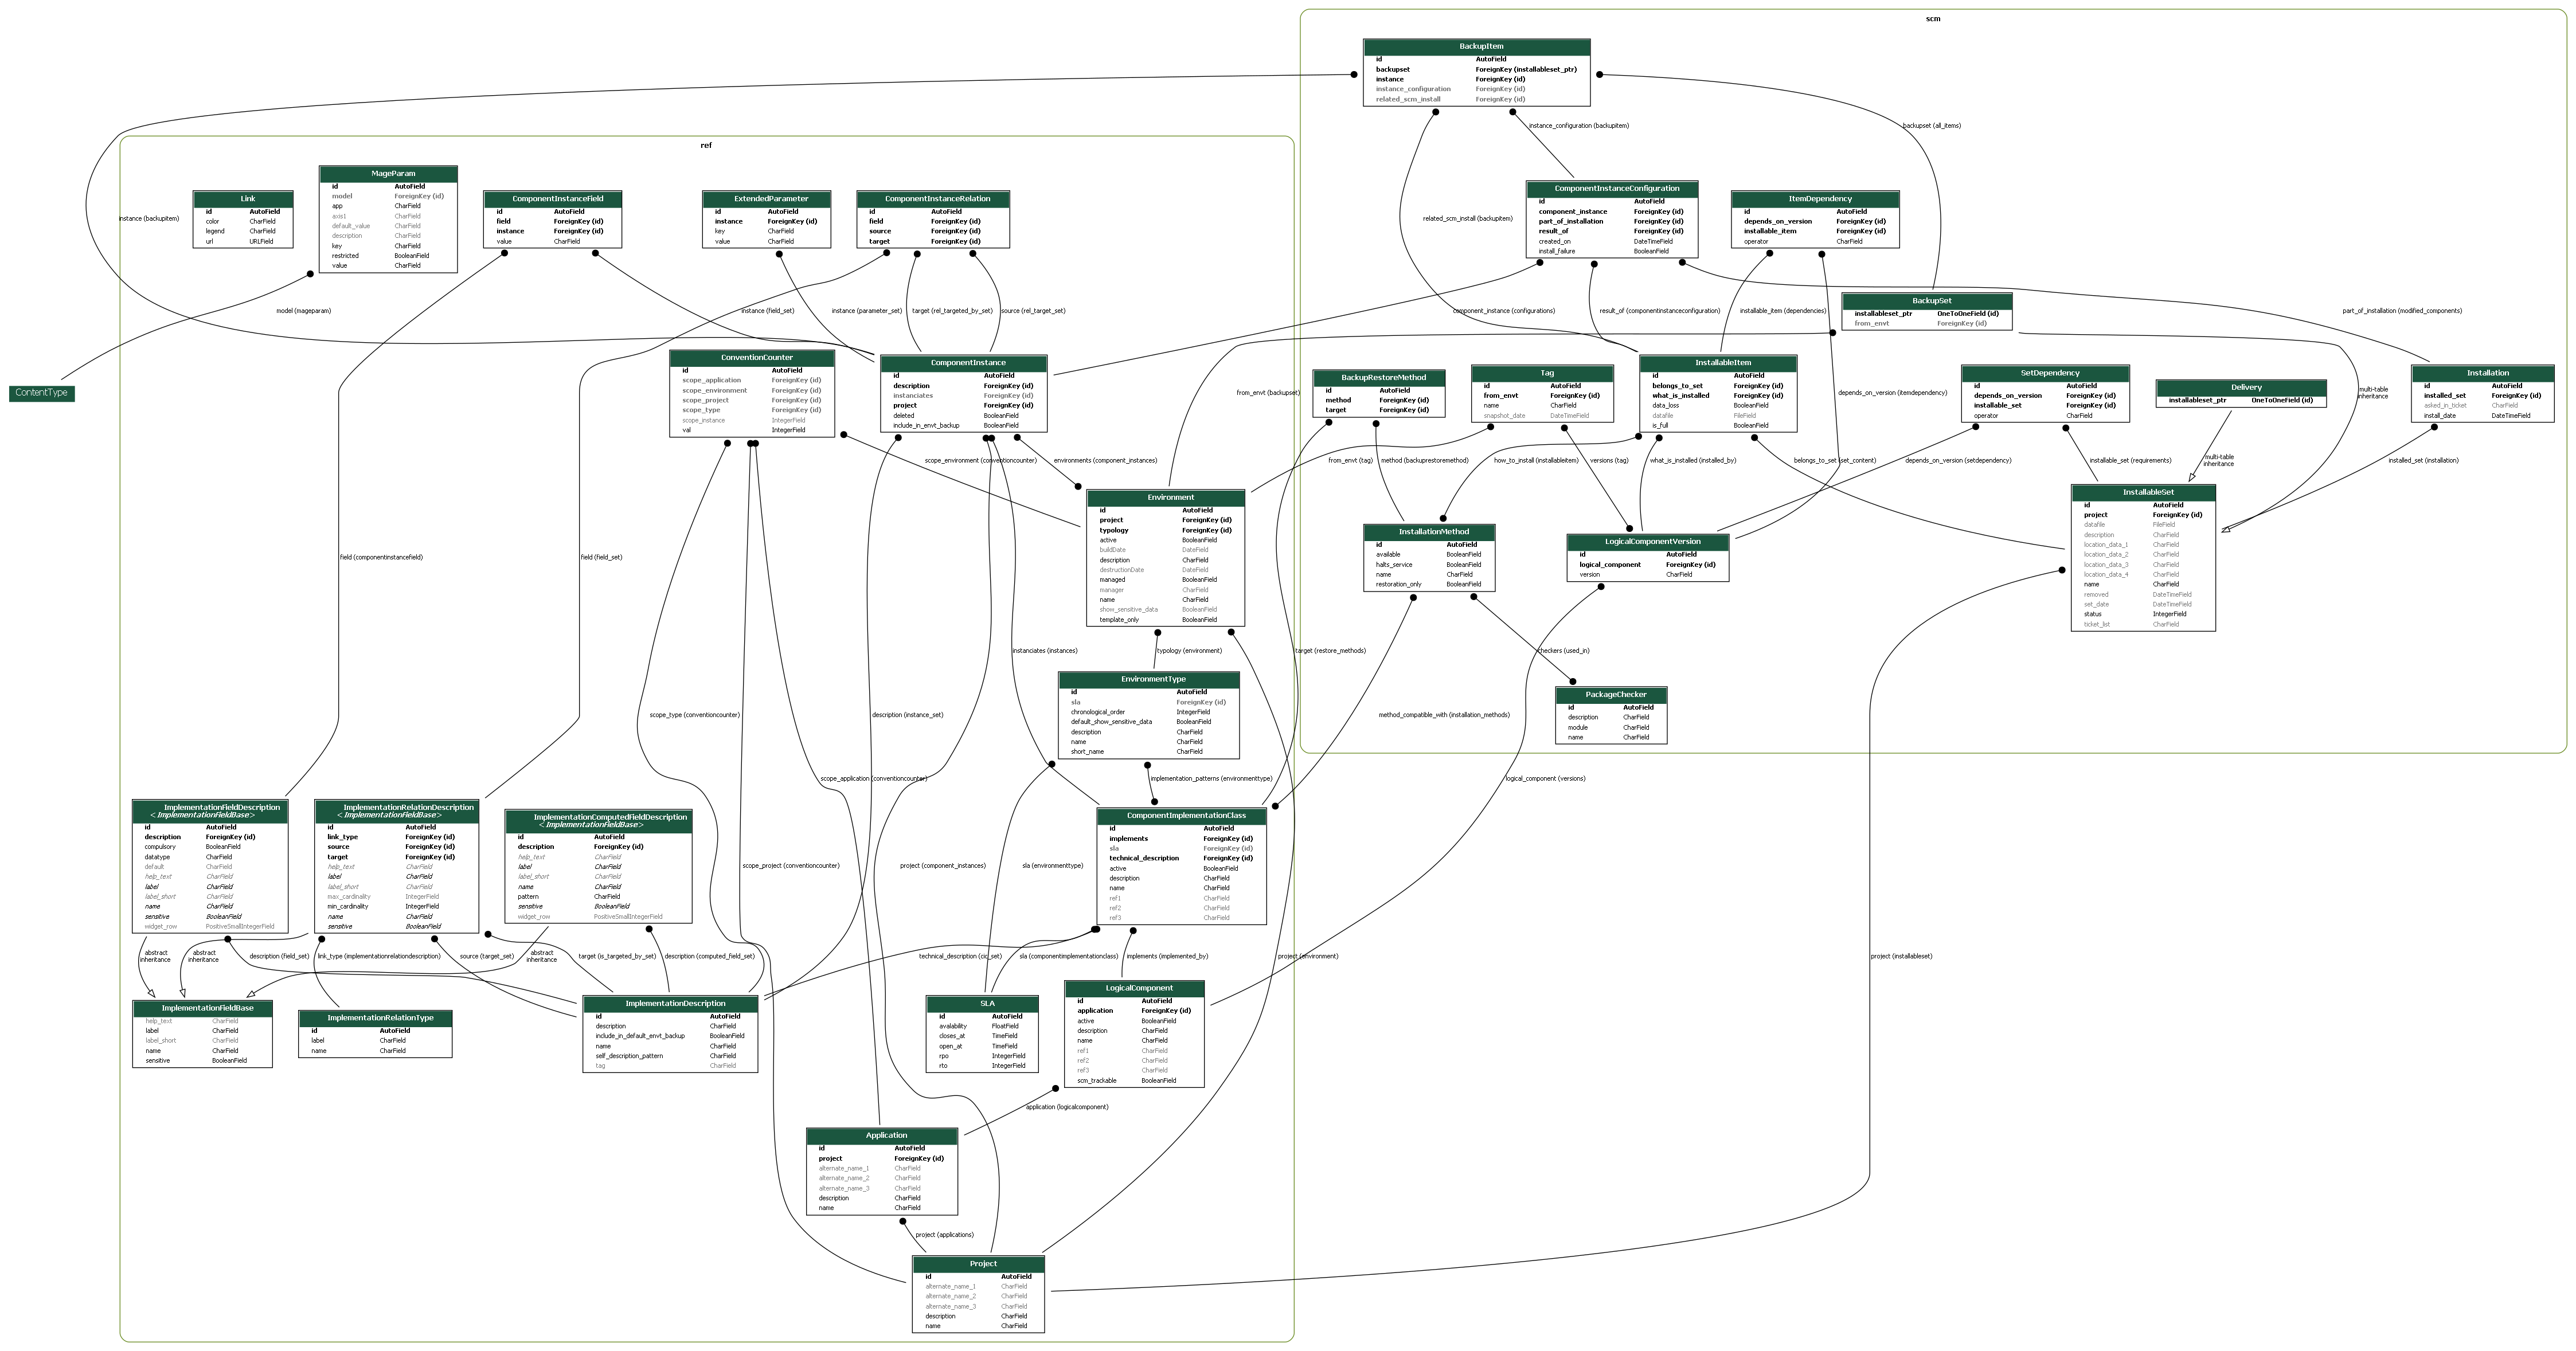 scm
BackupItem
id AutoField
backupset ForeignKey (installableset_ptr)
instance ForeignKey (id)
instance_configuration ForeignKey (id)
related_scm_install ForeignKey (id)
instance_configuration (backupitem)
backupset (all_items)
ref
instance (backupitem)
related_scm_install (backupitem)
Link
id AutoField
color CharField
legend CharField
url URLField
MageParam
id AutoField
model ForeignKey (id)
app CharField
axis1 CharField
default_value CharField
description CharField
key CharField
restricted BooleanField
value CharField
ComponentInstanceField
id AutoField
field ForeignKey (id)
instance ForeignKey (id)
value CharField
ExtendedParameter
id AutoField
instance ForeignKey (id)
key CharField
value CharField
ComponentInstanceRelation
id AutoField
field ForeignKey (id)
source ForeignKey (id)
target ForeignKey (id)
ComponentInstanceConfiguration
id AutoField
component_instance ForeignKey (id)
part_of_installation ForeignKey (id)
result_of ForeignKey (id)
created_on DateTimeField
install_failure BooleanField
ItemDependency
id AutoField
depends_on_version ForeignKey (id)
installable_item ForeignKey (id)
operator CharField
BackupSet
installableset_ptr OneToOneField (id)
from_envt ForeignKey (id)
model (mageparam)
instance (field_set)
instance (parameter_set)
target (rel_targeted_by_set)
source (rel_target_set)
component_instance (configurations)
result_of (componentinstanceconfiguration)
installable_item (dependencies)
part_of_installation (modified_components)
ContentType
ConventionCounter
id AutoField
scope_application ForeignKey (id)
scope_environment ForeignKey (id)
scope_project ForeignKey (id)
scope_type ForeignKey (id)
scope_instance IntegerField
val IntegerField
ComponentInstance
id AutoField
description ForeignKey (id)
instanciates ForeignKey (id)
project ForeignKey (id)
deleted BooleanField
include_in_envt_backup BooleanField
from_envt (backupset)
BackupRestoreMethod
id AutoField
method ForeignKey (id)
target ForeignKey (id)
Tag
id AutoField
from_envt ForeignKey (id)
name CharField
snapshot_date DateTimeField
InstallableItem
id AutoField
belongs_to_set ForeignKey (id)
what_is_installed ForeignKey (id)
data_loss BooleanField
datafile FileField
is_full BooleanField
depends_on_version (itemdependency)
SetDependency
id AutoField
depends_on_version ForeignKey (id)
installable_set ForeignKey (id)
operator CharField
Delivery
installableset_ptr OneToOneField (id)
multi-table
inheritance
Installation
id AutoField
installed_set ForeignKey (id)
asked_in_ticket CharField
install_date DateTimeField
scope_environment (conventioncounter)
environments (component_instances)
from_envt (tag)
method (backuprestoremethod)
how_to_install (installableitem)
versions (tag)
what_is_installed (installed_by)
belongs_to_set (set_content)
depends_on_version (setdependency)
installable_set (requirements)
multi-table
inheritance
installed_set (installation)
Environment
id AutoField
project ForeignKey (id)
typology ForeignKey (id)
active BooleanField
buildDate DateField
description CharField
destructionDate DateField
managed BooleanField
manager CharField
name CharField
show_sensitive_data BooleanField
template_only BooleanField
InstallationMethod
id AutoField
available BooleanField
halts_service BooleanField
name CharField
restoration_only BooleanField
LogicalComponentVersion
id AutoField
logical_component ForeignKey (id)
version CharField
InstallableSet
id AutoField
project ForeignKey (id)
datafile FileField
description CharField
location_data_1 CharField
location_data_2 CharField
location_data_3 CharField
location_data_4 CharField
name CharField
removed DateTimeField
set_date DateTimeField
status IntegerField
ticket_list CharField
field (componentinstancefield)
field (field_set)
instanciates (instances)
typology (environment)
target (restore_methods)
checkers (used_in)
EnvironmentType
id AutoField
sla ForeignKey (id)
chronological_order IntegerField
default_show_sensitive_data BooleanField
description CharField
name CharField
short_name CharField
PackageChecker
id AutoField
description CharField
module CharField
name CharField
scope_type (conventioncounter)
description (instance_set)
method_compatible_with (installation_methods)
scope_application (conventioncounter)
implementation_patterns (environmenttype)
logical_component (versions)
ImplementationFieldDescription
<ImplementationFieldBase>
id AutoField
description ForeignKey (id)
compulsory BooleanField
datatype CharField
default CharField
help_text CharField
label CharField
label_short CharField
name CharField
sensitive BooleanField
widget_row PositiveSmallIntegerField
ImplementationRelationDescription
<ImplementationFieldBase>
id AutoField
link_type ForeignKey (id)
source ForeignKey (id)
target ForeignKey (id)
help_text CharField
label CharField
label_short CharField
max_cardinality IntegerField
min_cardinality IntegerField
name CharField
sensitive BooleanField
ImplementationComputedFieldDescription
<ImplementationFieldBase>
id AutoField
description ForeignKey (id)
help_text CharField
label CharField
label_short CharField
name CharField
pattern CharField
sensitive BooleanField
widget_row PositiveSmallIntegerField
scope_project (conventioncounter)
project (component_instances)
sla (environmenttype)
ComponentImplementationClass
id AutoField
implements ForeignKey (id)
sla ForeignKey (id)
technical_description ForeignKey (id)
active BooleanField
description CharField
name CharField
ref1 CharField
ref2 CharField
ref3 CharField
abstract
inheritance
abstract
inheritance
description (field_set)
link_type (implementationrelationdescription)
source (target_set)
abstract
inheritance
target (is_targeted_by_set)
description (computed_field_set)
technical_description (cic_set)
sla (componentimplementationclass)
implements (implemented_by)
project (environment)
project (installableset)
ImplementationFieldBase
help_text CharField
label CharField
label_short CharField
name CharField
sensitive BooleanField
ImplementationRelationType
id AutoField
label CharField
name CharField
ImplementationDescription
id AutoField
description CharField
include_in_default_envt_backup BooleanField
name CharField
self_description_pattern CharField
tag CharField
SLA
id AutoField
avalability FloatField
closes_at TimeField
open_at TimeField
rpo IntegerField
rto IntegerField
LogicalComponent
id AutoField
application ForeignKey (id)
active BooleanField
description CharField
name CharField
ref1 CharField
ref2 CharField
ref3 CharField
scm_trackable BooleanField
application (logicalcomponent)
Application
id AutoField
project ForeignKey (id)
alternate_name_1 CharField
alternate_name_2 CharField
alternate_name_3 CharField
description CharField
name CharField
project (applications)
Project
id AutoField
alternate_name_1 CharField
alternate_name_2 CharField
alternate_name_3 CharField
description CharField
name CharField